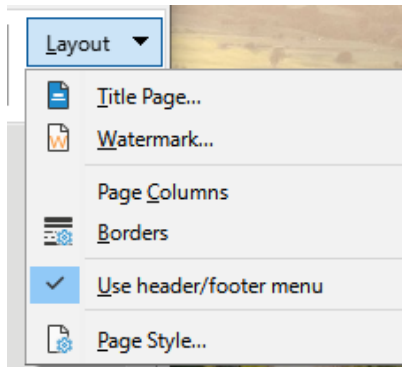 Layout
Title Page...
Watermark...
Page Columns
Borders
Use header/footer menu
Page Style...